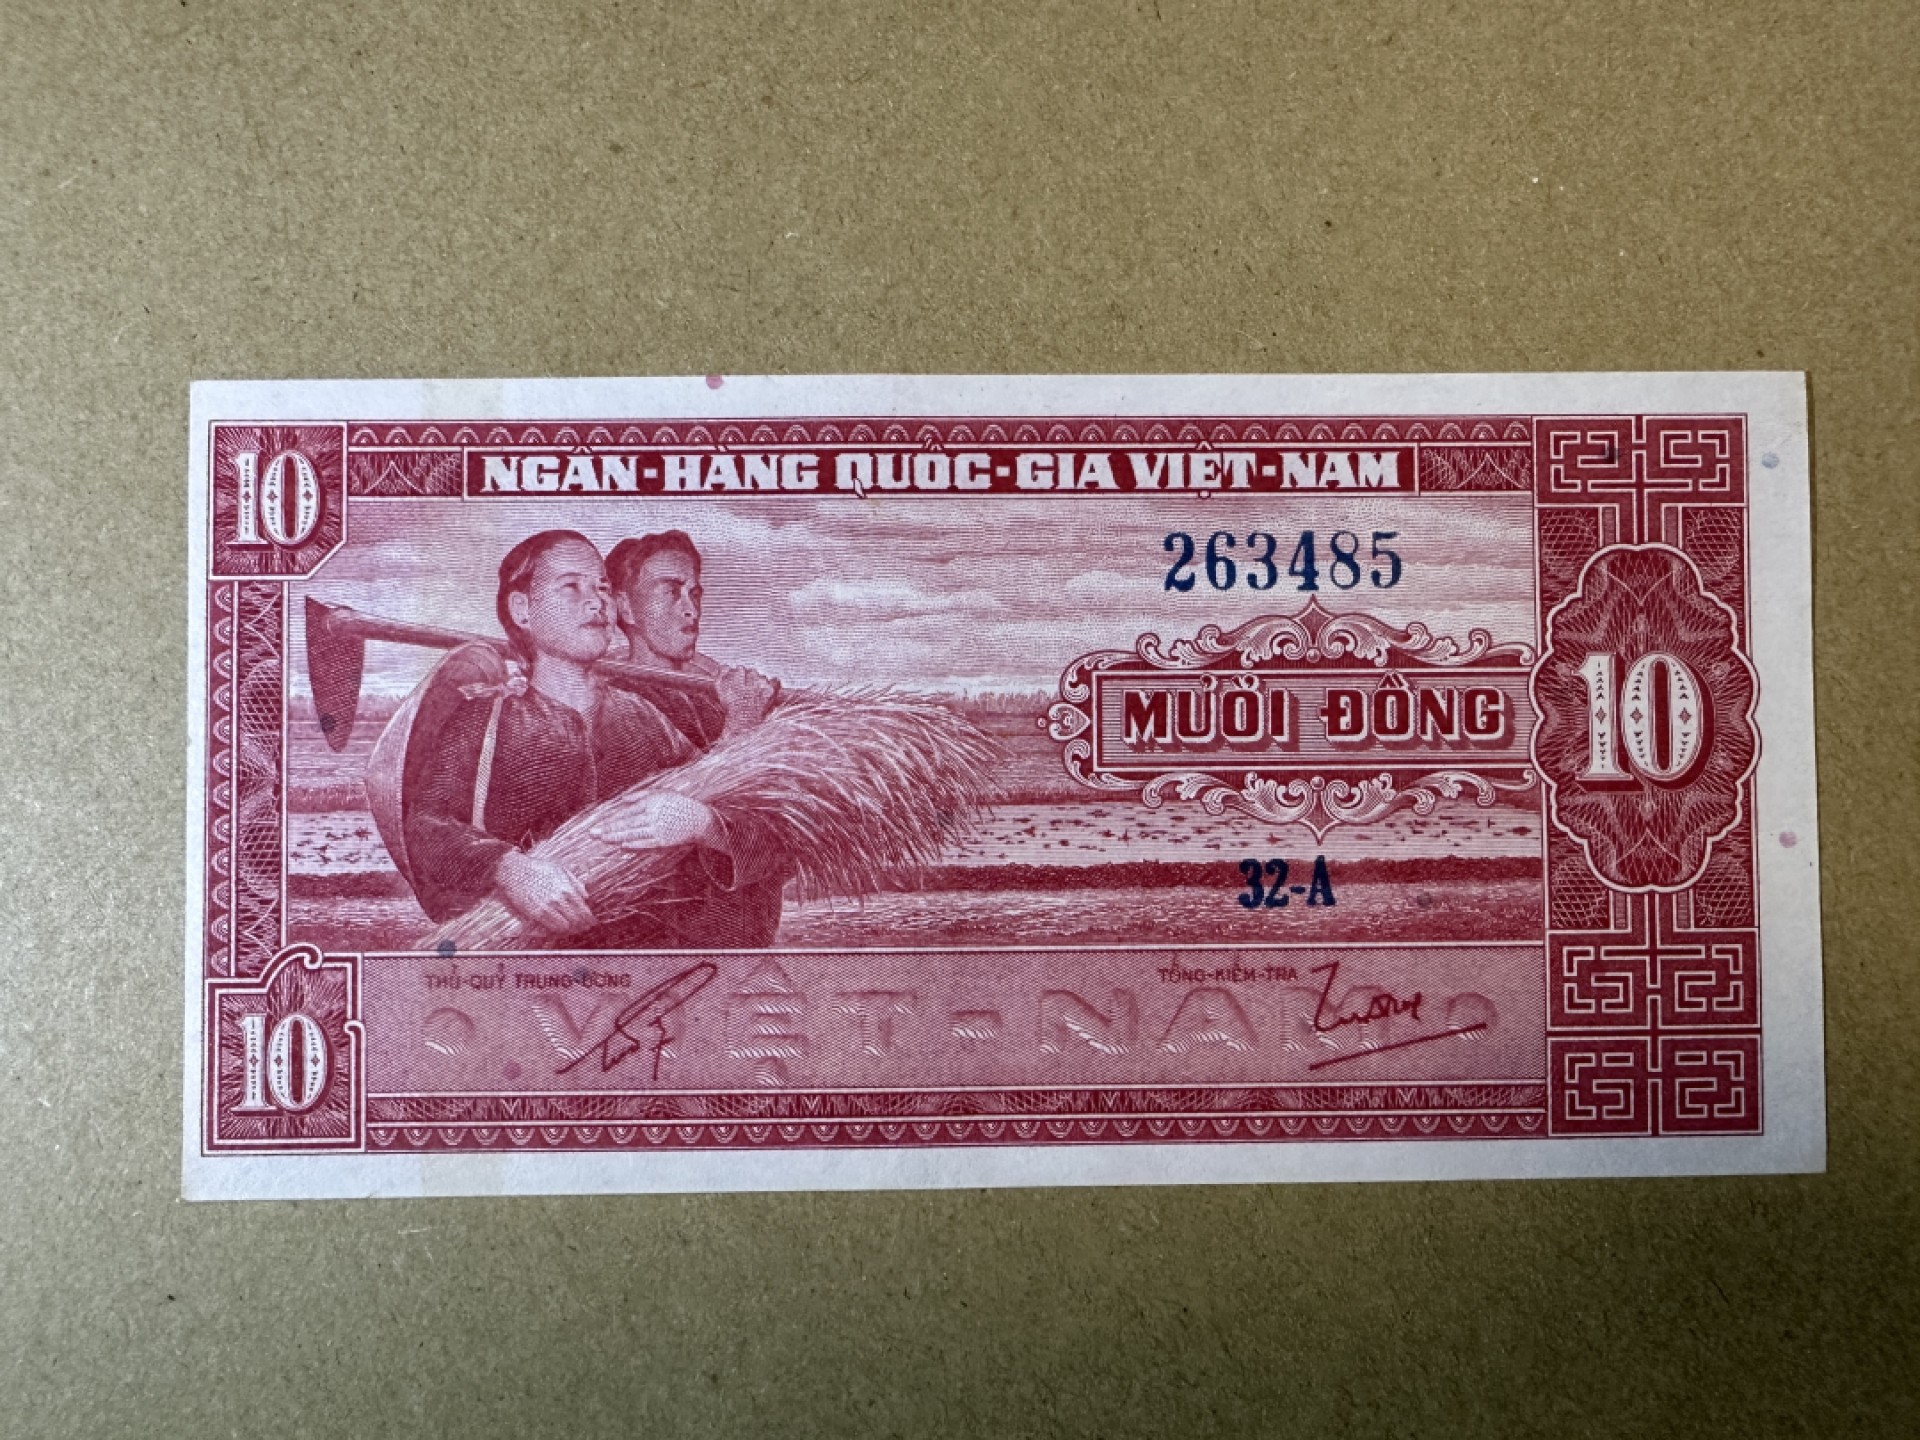 10
NGÂN-HÀNG QUỐC-GIA VIỆT-NAM
263485
MƯỜI ĐỒNG
10
32-A
THỦ-QUỸ TRUNG-ƯƠNG
TỔNG-KIỂM-TRA
VIỆT-NAM
10